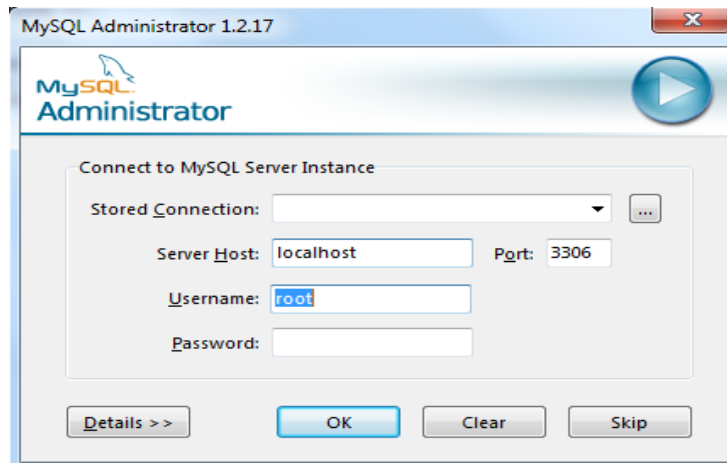 MySQL Administrator 1.2.17
MySQL
Administrator
Connect to MySQL Server Instance
Stored Connection: ...
Server Host: localhost Port: 3306
Username: root
Password:
Details >> OK Clear Skip